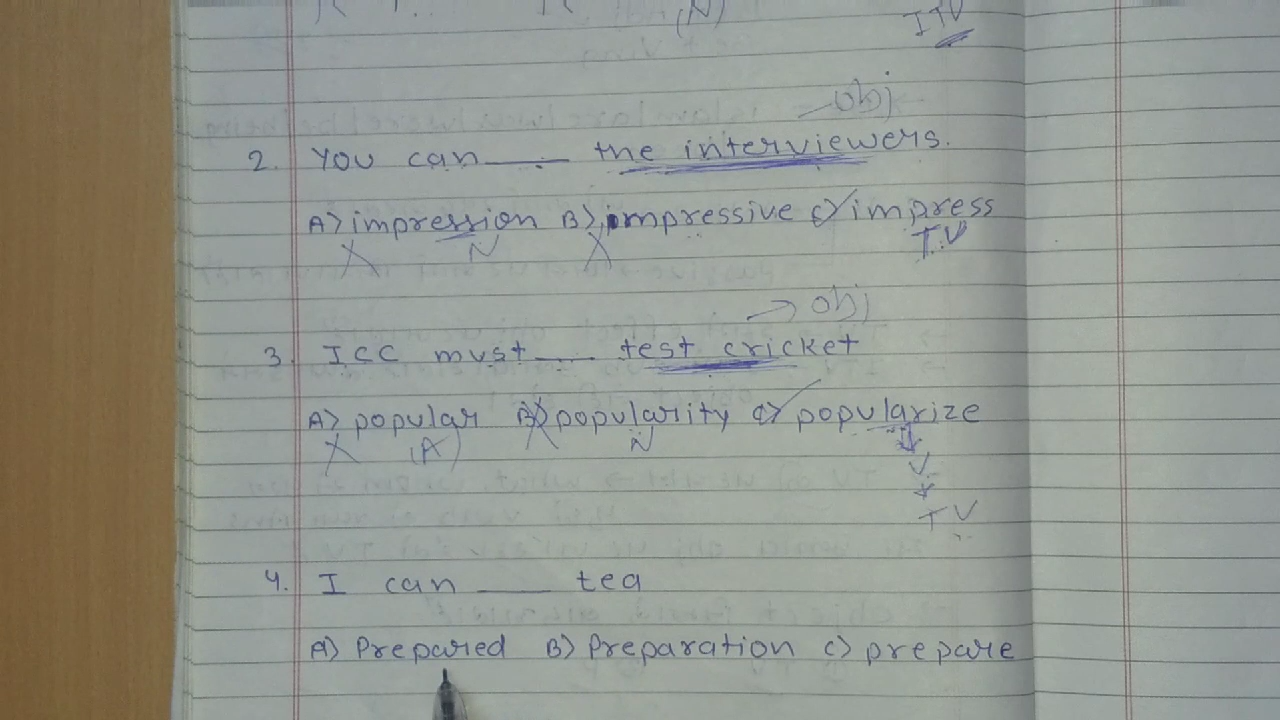 (N) ITV
obj
2. You can ___ the interviewers.
A) impression B) impressive c) impress
X N X T.V
→ obj
3. ICC must ___ test cricket
A) popular B) popularity c) popularize
X (A) N
V
TV
4. I can ___ tea
A) Prepared B) Preparation c) prepare